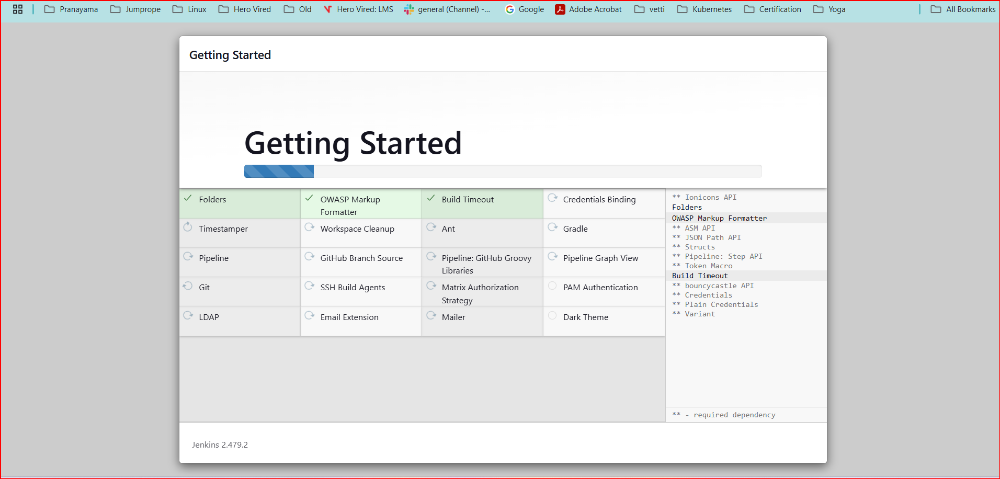 Pranayama
Jumprope
Linux
Hero Vired
Old
Hero Vired: LMS
general (Channel) -...
Google
Adobe Acrobat
vetti
Kubernetes
Certification
Yoga
All Bookmarks
Getting Started
Getting Started
Folders
OWASP Markup
Formatter
Build Timeout
Credentials Binding
Timestamper
Workspace Cleanup
Ant
Gradle
Pipeline
GitHub Branch Source
Pipeline: GitHub Groovy
Libraries
Pipeline Graph View
Git
SSH Build Agents
Matrix Authorization
Strategy
PAM Authentication
LDAP
Email Extension
Mailer
Dark Theme
** Ionicons API
Folders
OWASP Markup Formatter
** ASM API
** JSON Path API
** Structs
** Pipeline: Step API
** Token Macro
Build Timeout
** bouncycastle API
** Credentials
** Plain Credentials
** Variant
** - required dependency
Jenkins 2.479.2